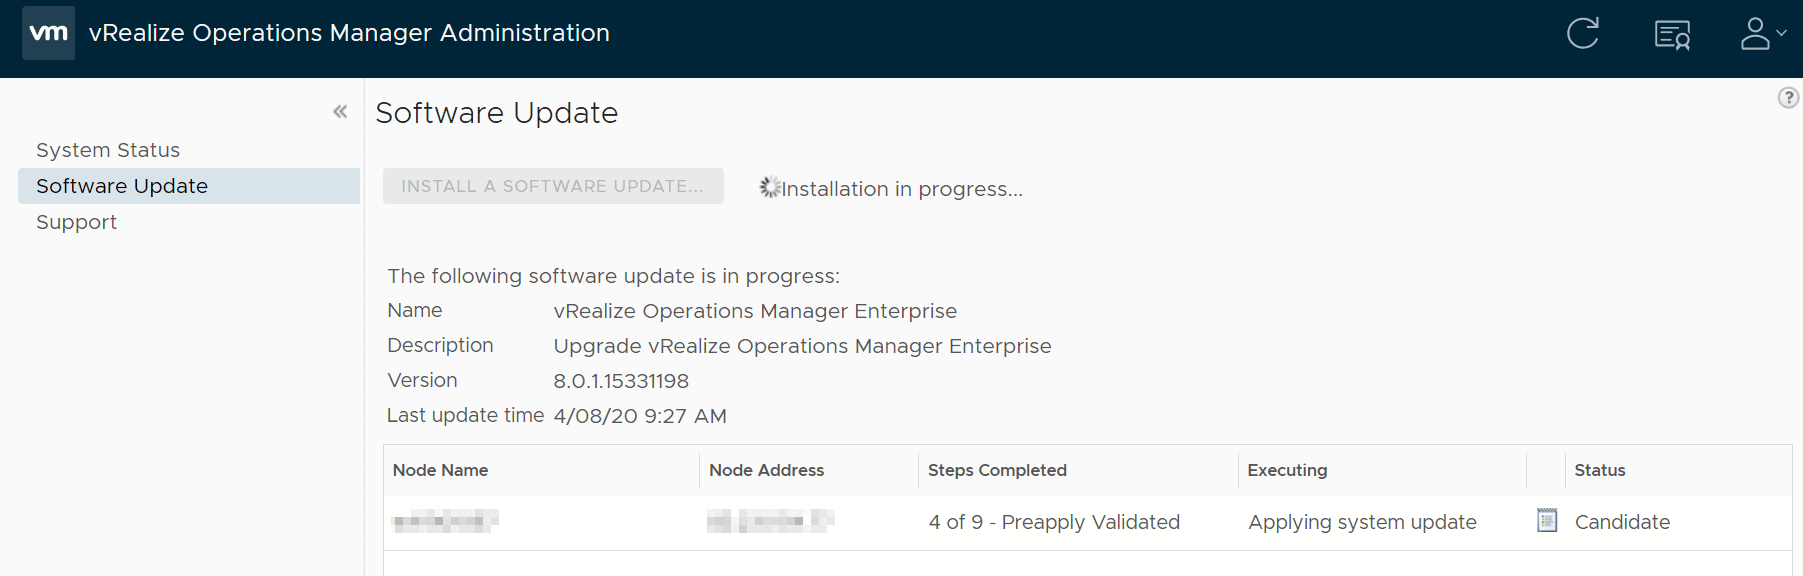 vm vRealize Operations Manager Administration
Software Update
?
System Status
Software Update
Support
INSTALL A SOFTWARE UPDATE...
Installation in progress...
The following software update is in progress:
Name vRealize Operations Manager Enterprise
Description Upgrade vRealize Operations Manager Enterprise
Version 8.0.1.15331198
Last update time 4/08/20 9:27 AM
Node Name Node Address Steps Completed Executing Status
4 of 9 - Preapply Validated Applying system update Candidate